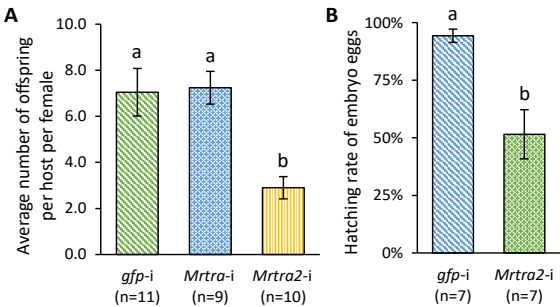 A
Average number of offspring
per host per female
10.0
8.0
6.0
4.0
2.0
0.0
a
a
b
gfp-i
(n=11)
Mrtra-i
(n=9)
Mrtra2-i
(n=10)
B
Hatching rate of embryo eggs
100%
75%
50%
25%
0%
a
b
gfp-i
(n=7)
Mrtra2-i
(n=7)